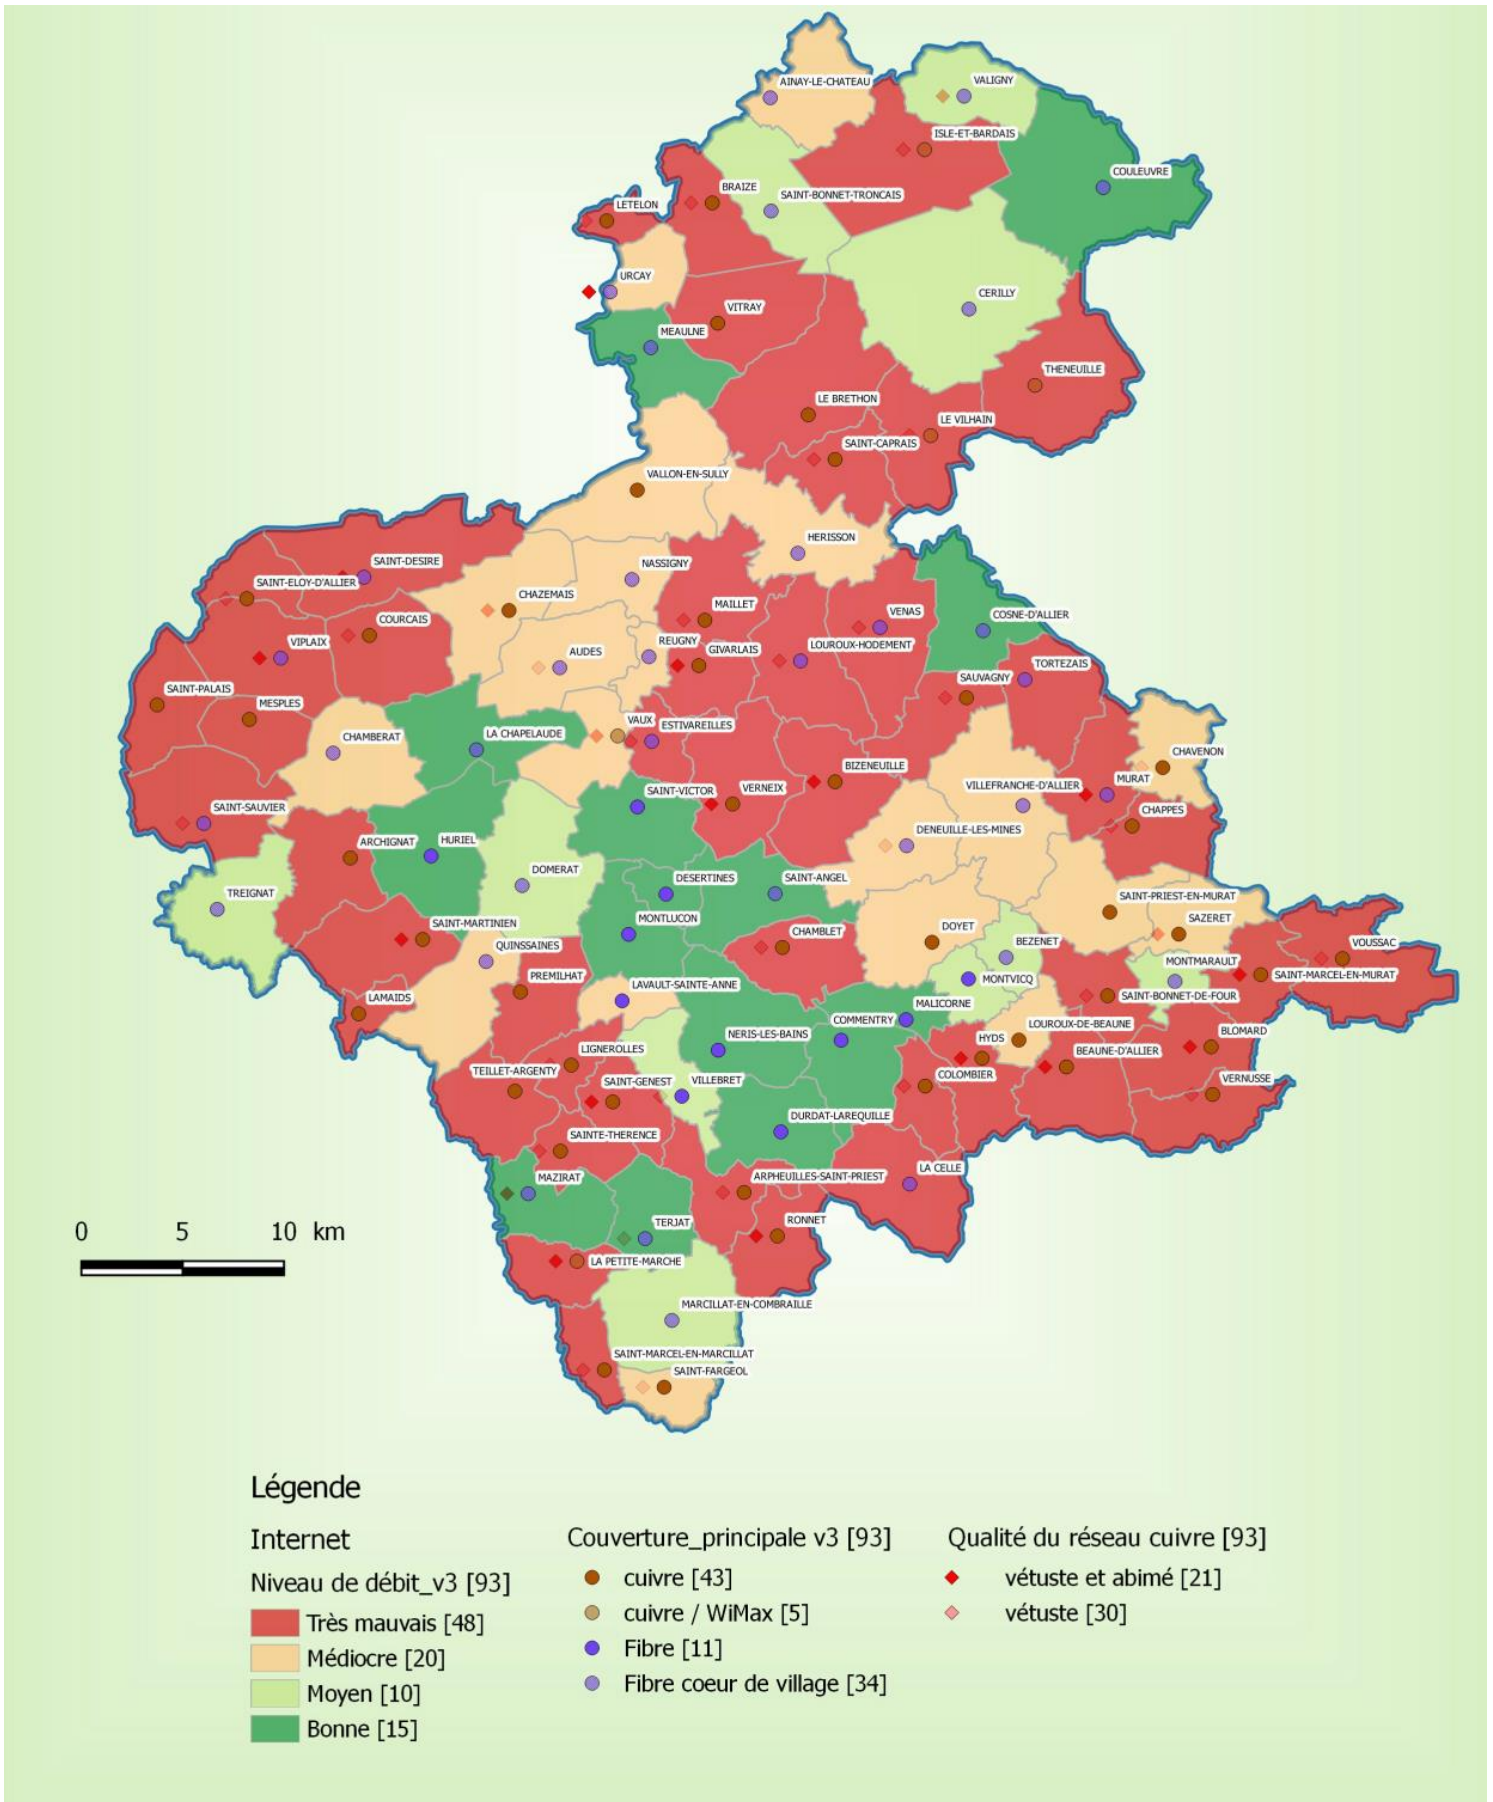 AINAY-LE-CHATEAU
VALIGNY
ISLE-ET-BARDAIS
COULEUVRE
BRAIZE
SAINT-BONNET-TRONCAIS
LETELON
URCAY
CERILLY
VITRAY
MEAULNE
THENEUILLE
LE BRETHON
LE VILHAIN
SAINT-CAPRAIS
VALLON-EN-SULLY
HERISSON
SAINT-DESIRE
NASSIGNY
SAINT-ELOY-D'ALLIER
CHAZEMAIS
MAILLET
VENAS
COSNE-D'ALLIER
COURCAIS
VIPLAIX
AUDES
REUGNY
GIVARLAIS
LOUROUX-HODEMENT
TORTEZAIS
SAUVAGNY
SAINT-PALAIS
MESPLES
CHAMBERAT
LA CHAPELAUDE
VAUX
ESTIVAREILLES
CHAVENON
BIZENEUILLE
VILLEFRANCHE-D'ALLIER
MURAT
SAINT-VICTOR
VERNEIX
SAINT-SAUVIER
CHAPPES
DENEUILLE-LES-MINES
ARCHIGNAT
HURIEL
DOMERAT
DESERTINES
SAINT-ANGEL
TREIGNAT
SAINT-PRIEST-EN-MURAT
SAZERET
MONTLUCON
SAINT-MARTINIEN
CHAMBLET
DOYET
BEZENET
QUINSSAINES
VOUSSAC
MONTMARAULT
PREMILHAT
MONTVICQ
SAINT-MARCEL-EN-MURAT
LAVAULT-SAINTE-ANNE
LAMAIDS
SAINT-BONNET-DE-FOUR
MALICORNE
COMMENTRY
LOUROUX-DE-BEAUNE
NERIS-LES-BAINS
BLOMARD
HYDS
LIGNEROLLES
BEAUNE-D'ALLIER
TEILLET-ARGENTY
COLOMBIER
SAINT-GENEST
VILLEBRET
VERNUSSE
DURDAT-LAREQUILLE
SAINTE-THERENCE
LA CELLE
MAZIRAT
ARPHEUILLES-SAINT-PRIEST
TERJAT
RONNET
LA PETITE-MARCHE
MARCILLAT-EN-COMBRAILLE
SAINT-MARCEL-EN-MARCILLAT
SAINT-FARGEOL
0 5 10 km
Légende
Internet
Niveau de débit_v3 [93]
Très mauvais [48]
Médiocre [20]
Moyen [10]
Bonne [15]
Couverture_principale v3 [93]
cuivre [43]
cuivre / WiMax [5]
Fibre [11]
Fibre coeur de village [34]
Qualité du réseau cuivre [93]
vétuste et abimé [21]
vétuste [30]